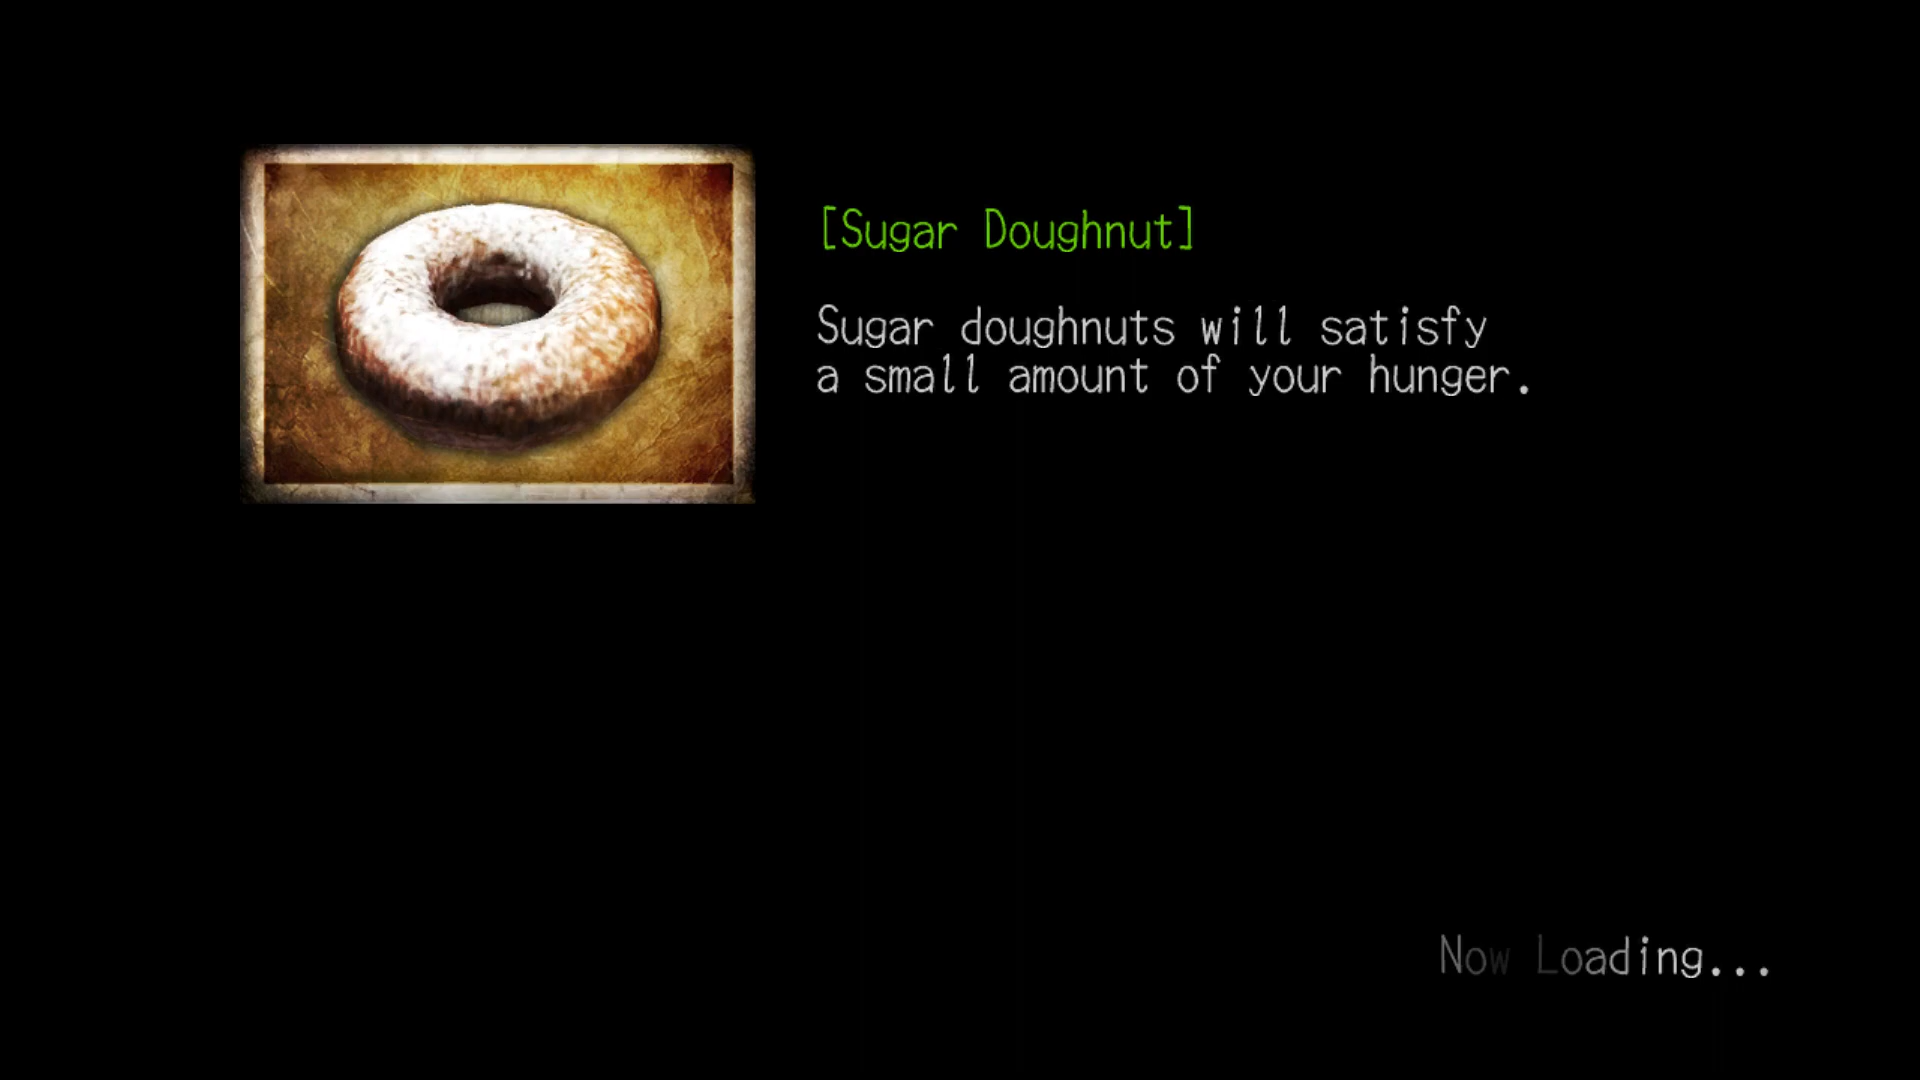 [Sugar Doughnut]
Sugar doughnuts will satisfy
a small amount of your hunger.
Now Loading...